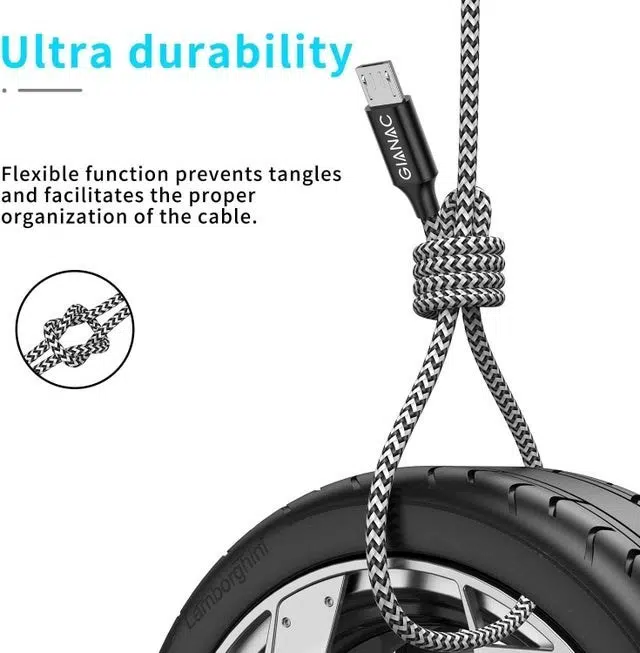 Ultra durability
Flexible function prevents tangles
and facilitates the proper
organization of the cable.
GIANAC
Lamborghini